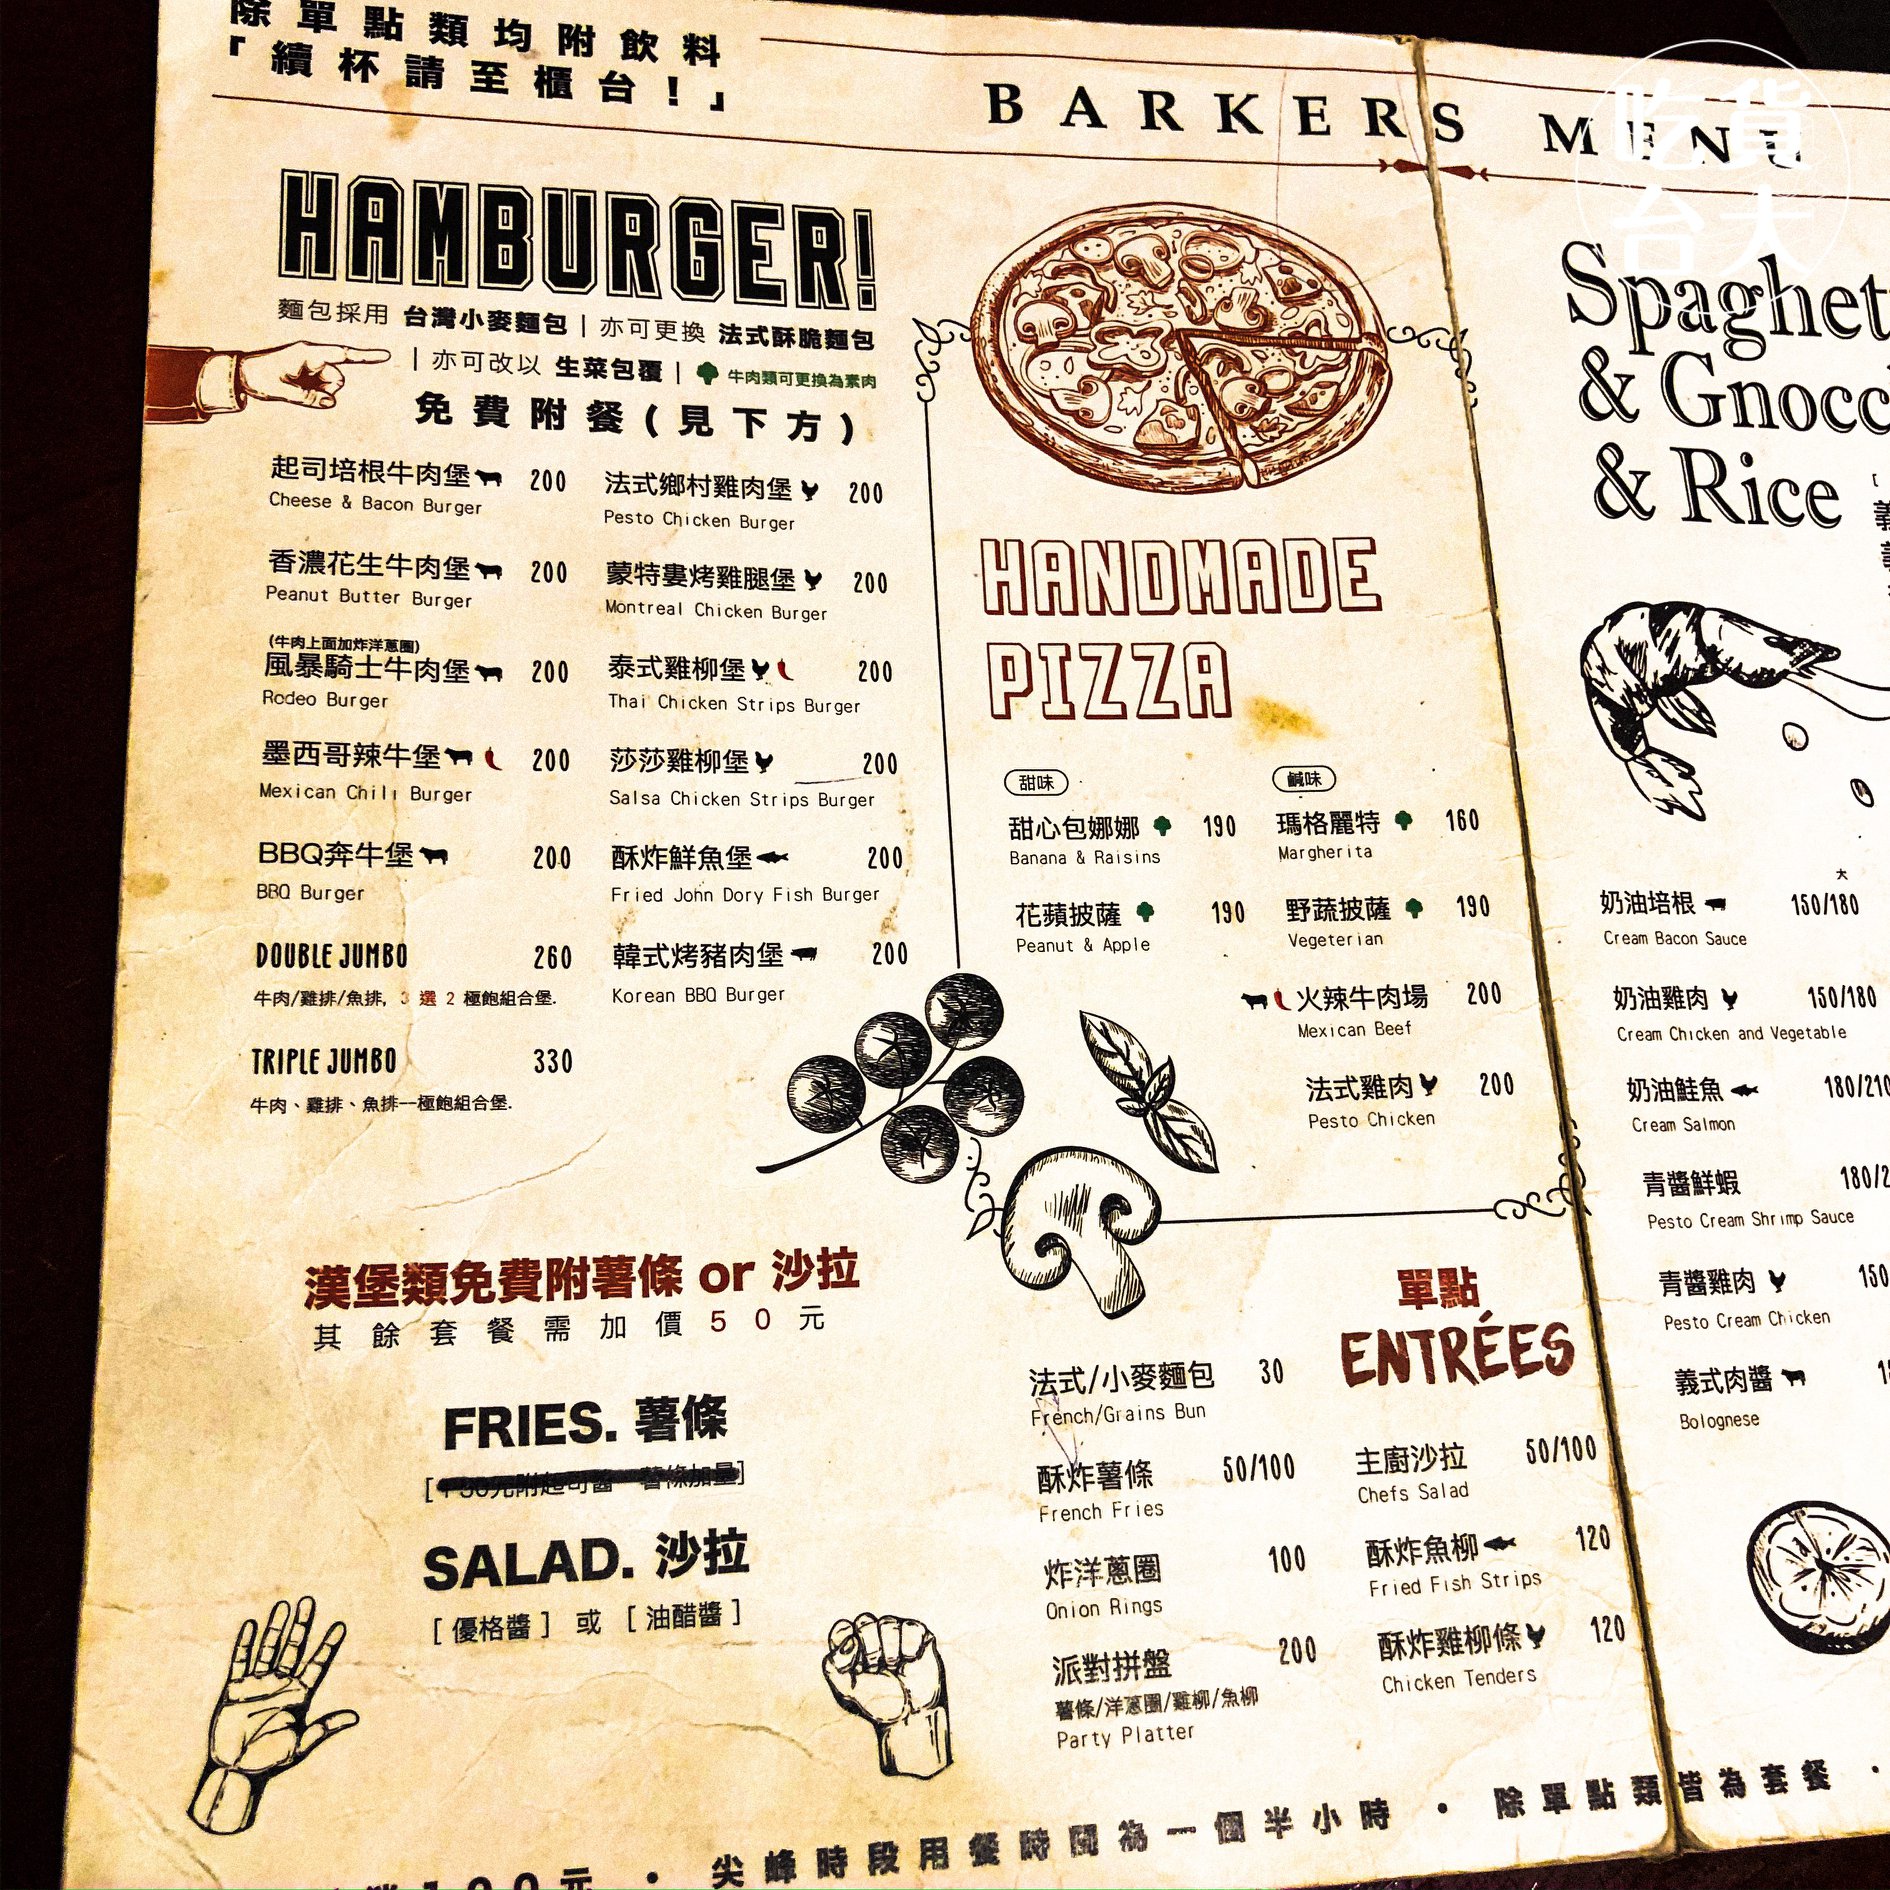 除單點類均附飲料
「續杯請至櫃台!」
BARKERS MENU
吃貨
台大
HAMBURGER!
麵包採用 台灣小麥麵包 | 亦可更換 法式酥脆麵包
| 亦可改以 生菜包覆 | 牛肉類可更換為素肉
免費附餐(見下方)
起司培根牛肉堡 200
Cheese & Bacon Burger
香濃花生牛肉堡 200
Peanut Butter Burger
(牛肉上面加炸洋蔥圈)
風暴騎士牛肉堡 200
Rodeo Burger
墨西哥辣牛堡 200
Mexican Chili Burger
BBQ奔牛堡 200
BBQ Burger
DOUBLE JUMBO 260
牛肉/雞排/魚排, 3 選 2 極飽組合堡.
TRIPLE JUMBO 330
牛肉、雞排、魚排--極飽組合堡.
法式鄉村雞肉堡 200
Pesto Chicken Burger
蒙特婁烤雞腿堡 200
Montreal Chicken Burger
泰式雞柳堡 200
Thai Chicken Strips Burger
莎莎雞柳堡 200
Salsa Chicken Strips Burger
酥炸鮮魚堡 200
Fried John Dory Fish Burger
韓式烤豬肉堡 200
Korean BBQ Burger
漢堡類免費附薯條 or 沙拉
其餘套餐需加價50元
FRIES. 薯條
SALAD. 沙拉
[優格醬] 或 [油醋醬]
HANDMADE
PIZZA
甜味
甜心包娜娜 190
Banana & Raisins
花蘋披薩 190
Peanut & Apple
鹹味
瑪格麗特 160
Margherita
野蔬披薩 190
Vegeterian
火辣牛肉場 200
Mexican Beef
法式雞肉 200
Pesto Chicken
單點
ENTRÉES
法式/小麥麵包 30
French/Grains Bun
酥炸薯條 50/100
French Fries
炸洋蔥圈 100
Onion Rings
派對拼盤 200
薯條/洋蔥圈/雞柳/魚柳
Party Platter
主廚沙拉 50/100
Chefs Salad
酥炸魚柳 120
Fried Fish Strips
酥炸雞柳條 120
Chicken Tenders
Spaghet
& Gnocc
& Rice
大
奶油培根 150/180
Cream Bacon Sauce
奶油雞肉 150/180
Cream Chicken and Vegetable
奶油鮭魚 180/210
Cream Salmon
青醬鮮蝦 180/2
Pesto Cream Shrimp Sauce
青醬雞肉 150
Pesto Cream Chicken
義式肉醬
Bolognese
100元 • 尖峰時段用餐時間為一個半小時 • 除單點類皆為套餐 •